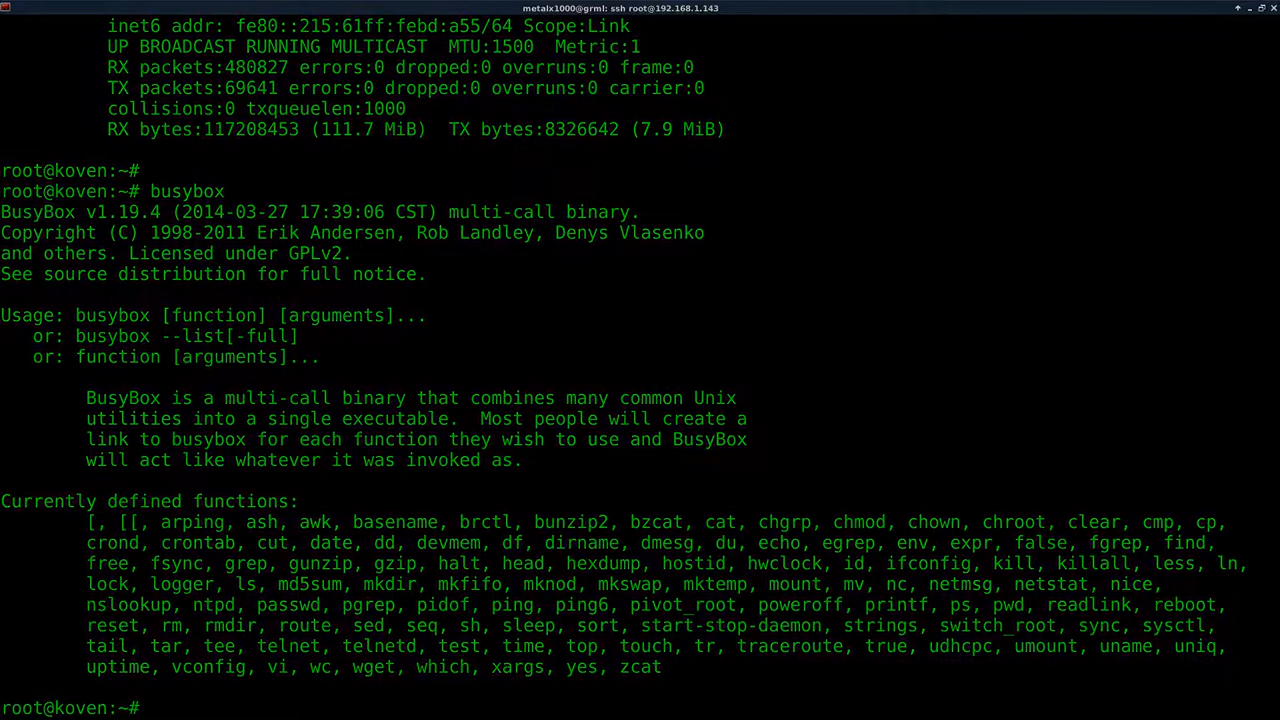 metalx1000@grml: ssh root@192.168.1.143
inet6 addr: fe80::215:61ff:febd:a55/64 Scope:Link
UP BROADCAST RUNNING MULTICAST  MTU:1500  Metric:1
RX packets:480827 errors:0 dropped:0 overruns:0 frame:0
TX packets:69641 errors:0 dropped:0 overruns:0 carrier:0
collisions:0 txqueuelen:1000
RX bytes:117208453 (111.7 MiB)  TX bytes:8326642 (7.9 MiB)
root@koven:~#
root@koven:~# busybox
BusyBox v1.19.4 (2014-03-27 17:39:06 CST) multi-call binary.
Copyright (C) 1998-2011 Erik Andersen, Rob Landley, Denys Vlasenko
and others. Licensed under GPLv2.
See source distribution for full notice.
Usage: busybox [function] [arguments]...
or: busybox --list[-full]
or: function [arguments]...
BusyBox is a multi-call binary that combines many common Unix
utilities into a single executable.  Most people will create a
link to busybox for each function they wish to use and BusyBox
will act like whatever it was invoked as.
Currently defined functions:
[, [[, arping, ash, awk, basename, brctl, bunzip2, bzcat, cat, chgrp, chmod, chown, chroot, clear, cmp, cp,
crond, crontab, cut, date, dd, devmem, df, dirname, dmesg, du, echo, egrep, env, expr, false, fgrep, find,
free, fsync, grep, gunzip, gzip, halt, head, hexdump, hostid, hwclock, id, ifconfig, kill, killall, less, ln,
lock, logger, ls, md5sum, mkdir, mkfifo, mknod, mkswap, mktemp, mount, mv, nc, netmsg, netstat, nice,
nslookup, ntpd, passwd, pgrep, pidof, ping, ping6, pivot_root, poweroff, printf, ps, pwd, readlink, reboot,
reset, rm, rmdir, route, sed, seq, sh, sleep, sort, start-stop-daemon, strings, switch_root, sync, sysctl,
tail, tar, tee, telnet, telnetd, test, time, top, touch, tr, traceroute, true, udhcpc, umount, uname, uniq,
uptime, vconfig, vi, wc, wget, which, xargs, yes, zcat
root@koven:~#